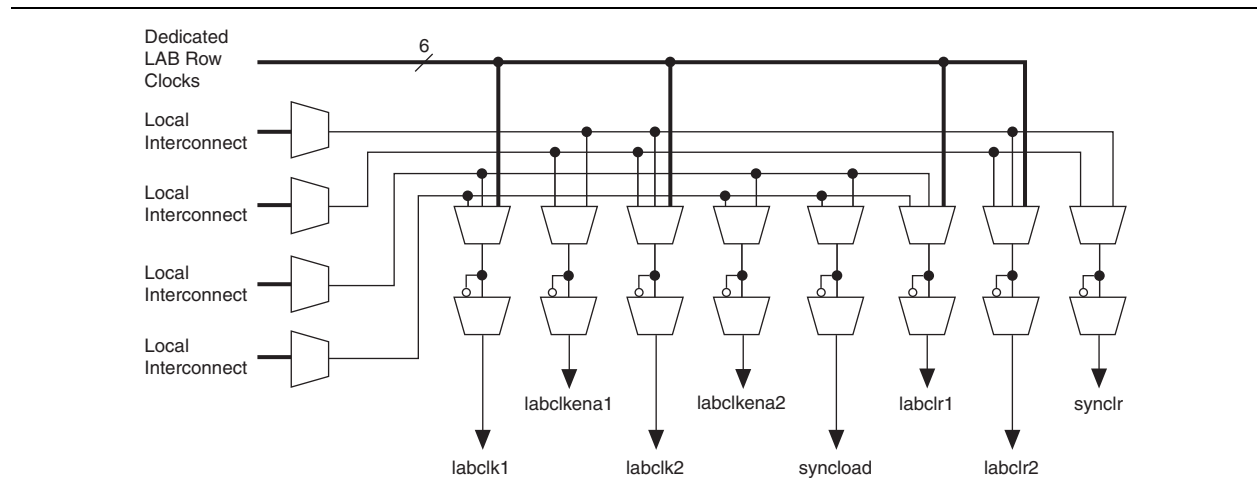 Dedicated
LAB Row
Clocks
6
Local
Interconnect
Local
Interconnect
Local
Interconnect
Local
Interconnect
labclkena1
labclkena2
labclr1
synclr
labclk1
labclk2
syncload
labclr2